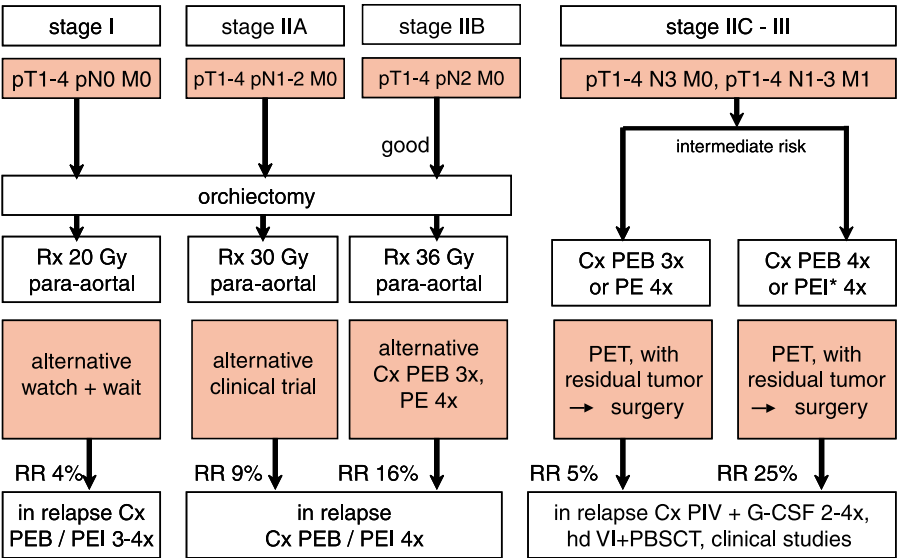 stage I
stage IIA
stage IIB
stage IIC - III
pT1-4 pN0 M0
pT1-4 pN1-2 M0
pT1-4 pN2 M0
pT1-4 N3 M0, pT1-4 N1-3 M1
good
intermediate risk
orchiectomy
Rx 20 Gy
para-aortal
Rx 30 Gy
para-aortal
Rx 36 Gy
para-aortal
Cx PEB 3x
or PE 4x
Cx PEB 4x
or PEI* 4x
alternative
watch + wait
alternative
clinical trial
alternative
Cx PEB 3x,
PE 4x
PET, with
residual tumor
→ surgery
PET, with
residual tumor
→ surgery
RR 4%
RR 9%
RR 16%
RR 5%
RR 25%
in relapse Cx
PEB / PEI 3-4x
in relapse
Cx PEB / PEI 4x
in relapse Cx PIV + G-CSF 2-4x,
hd VI+PBSCT, clinical studies